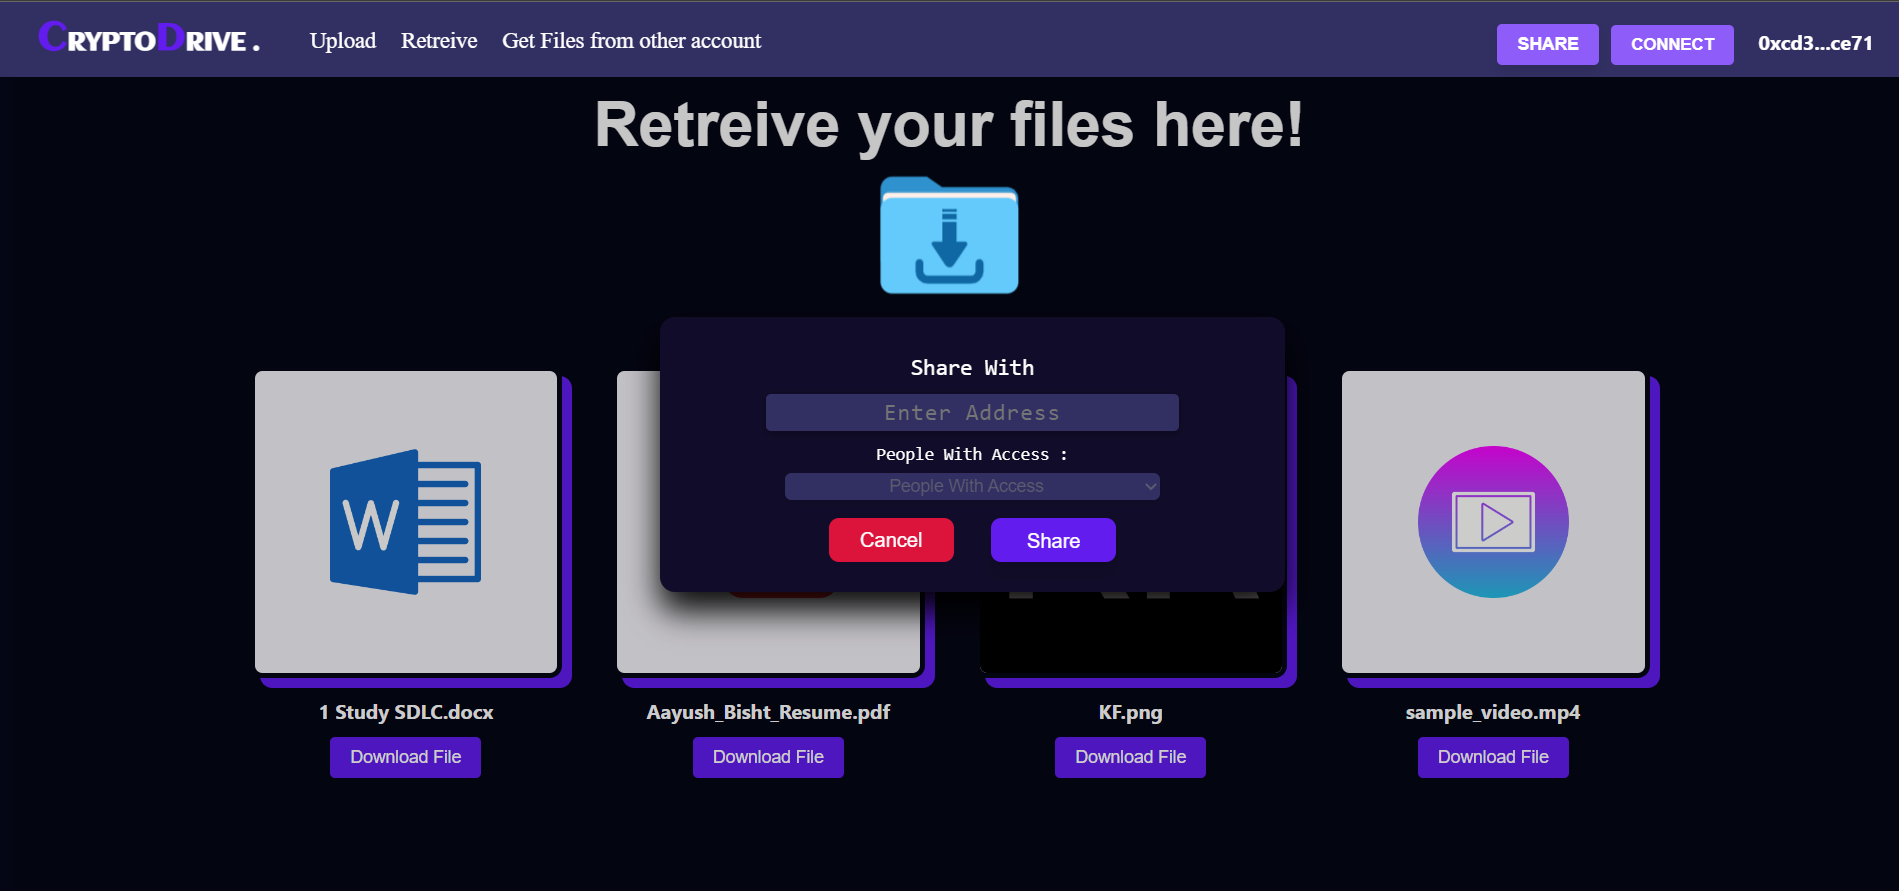 CRYPTODRIVE .
Upload Retreive Get Files from other account
SHARE CONNECT 0xcd3...ce71
Retreive your files here!
Share With
Enter Address
People With Access :
People With Access
Cancel Share
W
1 Study SDLC.docx Aayush_Bisht_Resume.pdf KF.png sample_video.mp4
Download File Download File Download File Download File